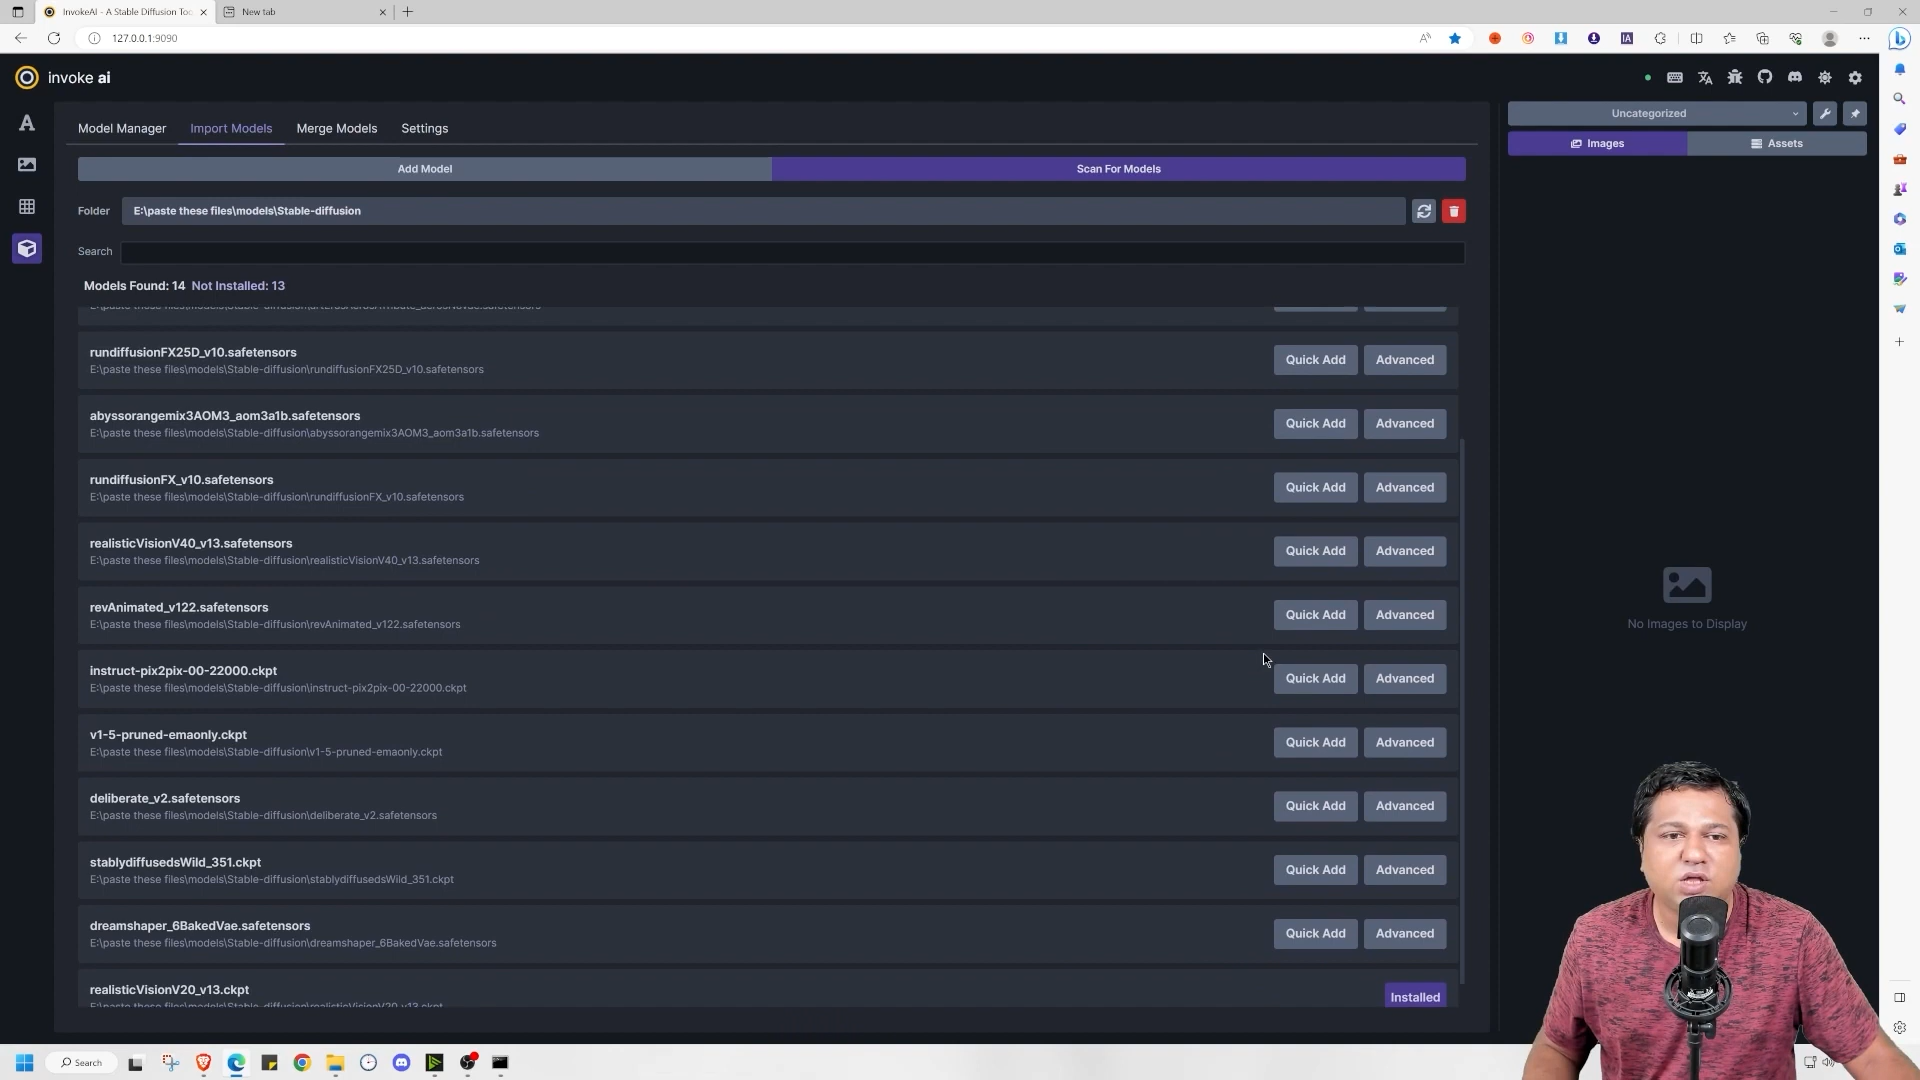 InvokeAI - A Stable Diffusion Too
New tab
127.0.0.1:9090
invoke ai
Model Manager
Import Models
Merge Models
Settings
Uncategorized
Images
Assets
Add Model
Scan For Models
Folder
E:\paste these files\models\Stable-diffusion
Search
Models Found: 14 Not Installed: 13
rundiffusionFX25D_v10.safetensors
E:\paste these files\models\Stable-diffusion\rundiffusionFX25D_v10.safetensors
Quick Add
Advanced
abyssorangemix3AOM3_aom3a1b.safetensors
E:\paste these files\models\Stable-diffusion\abyssorangemix3AOM3_aom3a1b.safetensors
Quick Add
Advanced
rundiffusionFX_v10.safetensors
E:\paste these files\models\Stable-diffusion\rundiffusionFX_v10.safetensors
Quick Add
Advanced
realisticVisionV40_v13.safetensors
E:\paste these files\models\Stable-diffusion\realisticVisionV40_v13.safetensors
Quick Add
Advanced
revAnimated_v122.safetensors
E:\paste these files\models\Stable-diffusion\revAnimated_v122.safetensors
Quick Add
Advanced
instruct-pix2pix-00-22000.ckpt
E:\paste these files\models\Stable-diffusion\instruct-pix2pix-00-22000.ckpt
Quick Add
Advanced
v1-5-pruned-emaonly.ckpt
E:\paste these files\models\Stable-diffusion\v1-5-pruned-emaonly.ckpt
Quick Add
Advanced
deliberate_v2.safetensors
E:\paste these files\models\Stable-diffusion\deliberate_v2.safetensors
Quick Add
Advanced
stablydiffusedsWild_351.ckpt
E:\paste these files\models\Stable-diffusion\stablydiffusedsWild_351.ckpt
Quick Add
Advanced
dreamshaper_6BakedVae.safetensors
E:\paste these files\models\Stable-diffusion\dreamshaper_6BakedVae.safetensors
Quick Add
Advanced
realisticVisionV20_v13.ckpt
E:\paste these files\models\Stable-diffusion\realisticVisionV20_v13.ckpt
Installed
No Images to Display
Search